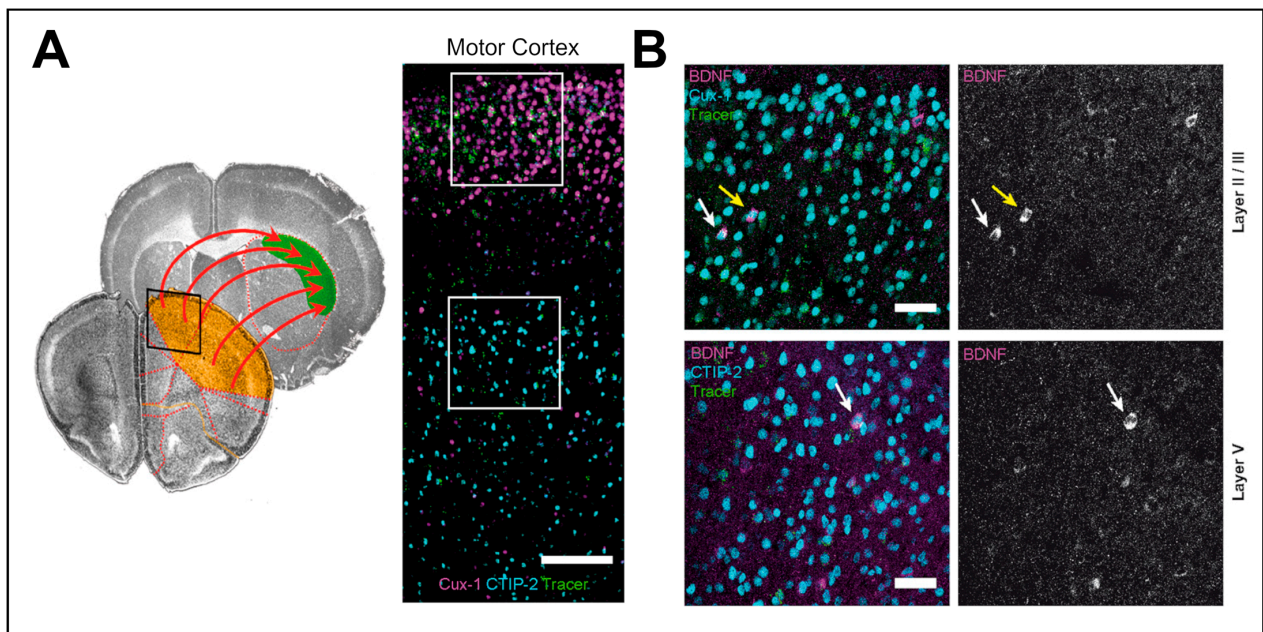 A
Motor Cortex
Cux-1 CTIP-2 Tracer
B
BDNF
Cux-1
Tracer
BDNF
Layer II / III
BDNF
CTIP-2
Tracer
BDNF
Layer V